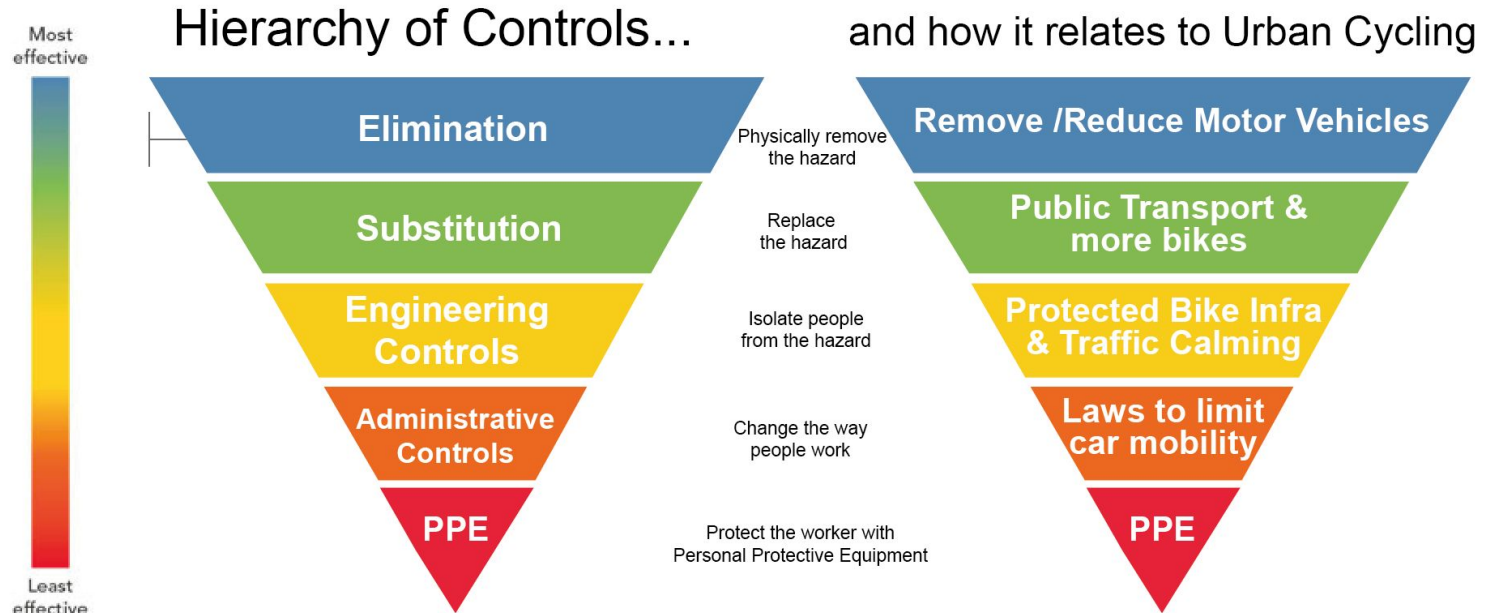 Hierarchy of Controls...
and how it relates to Urban Cycling
Most
effective
Elimination
Physically remove
the hazard
Remove /Reduce Motor Vehicles
Substitution
Replace
the hazard
Public Transport &
more bikes
Engineering
Controls
Isolate people
from the hazard
Protected Bike Infra
& Traffic Calming
Administrative
Controls
Change the way
people work
Laws to limit
car mobility
PPE
Protect the worker with
Personal Protective Equipment
PPE
Least
effective